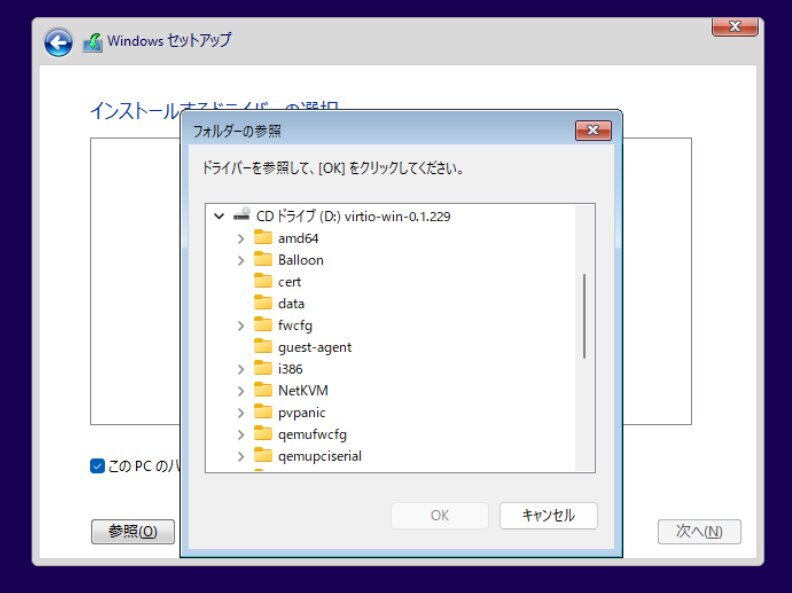 Windows セットアップ
インストールするドライバーの選択
フォルダーの参照
ドライバーを参照して、[OK] をクリックしてください。
CD ドライブ (D:) virtio-win-0.1.229
amd64
Balloon
cert
data
fwcfg
guest-agent
i386
NetKVM
pvpanic
qemufwcfg
qemupciserial
この PC のハ
OK
キャンセル
参照(O)
次へ(N)